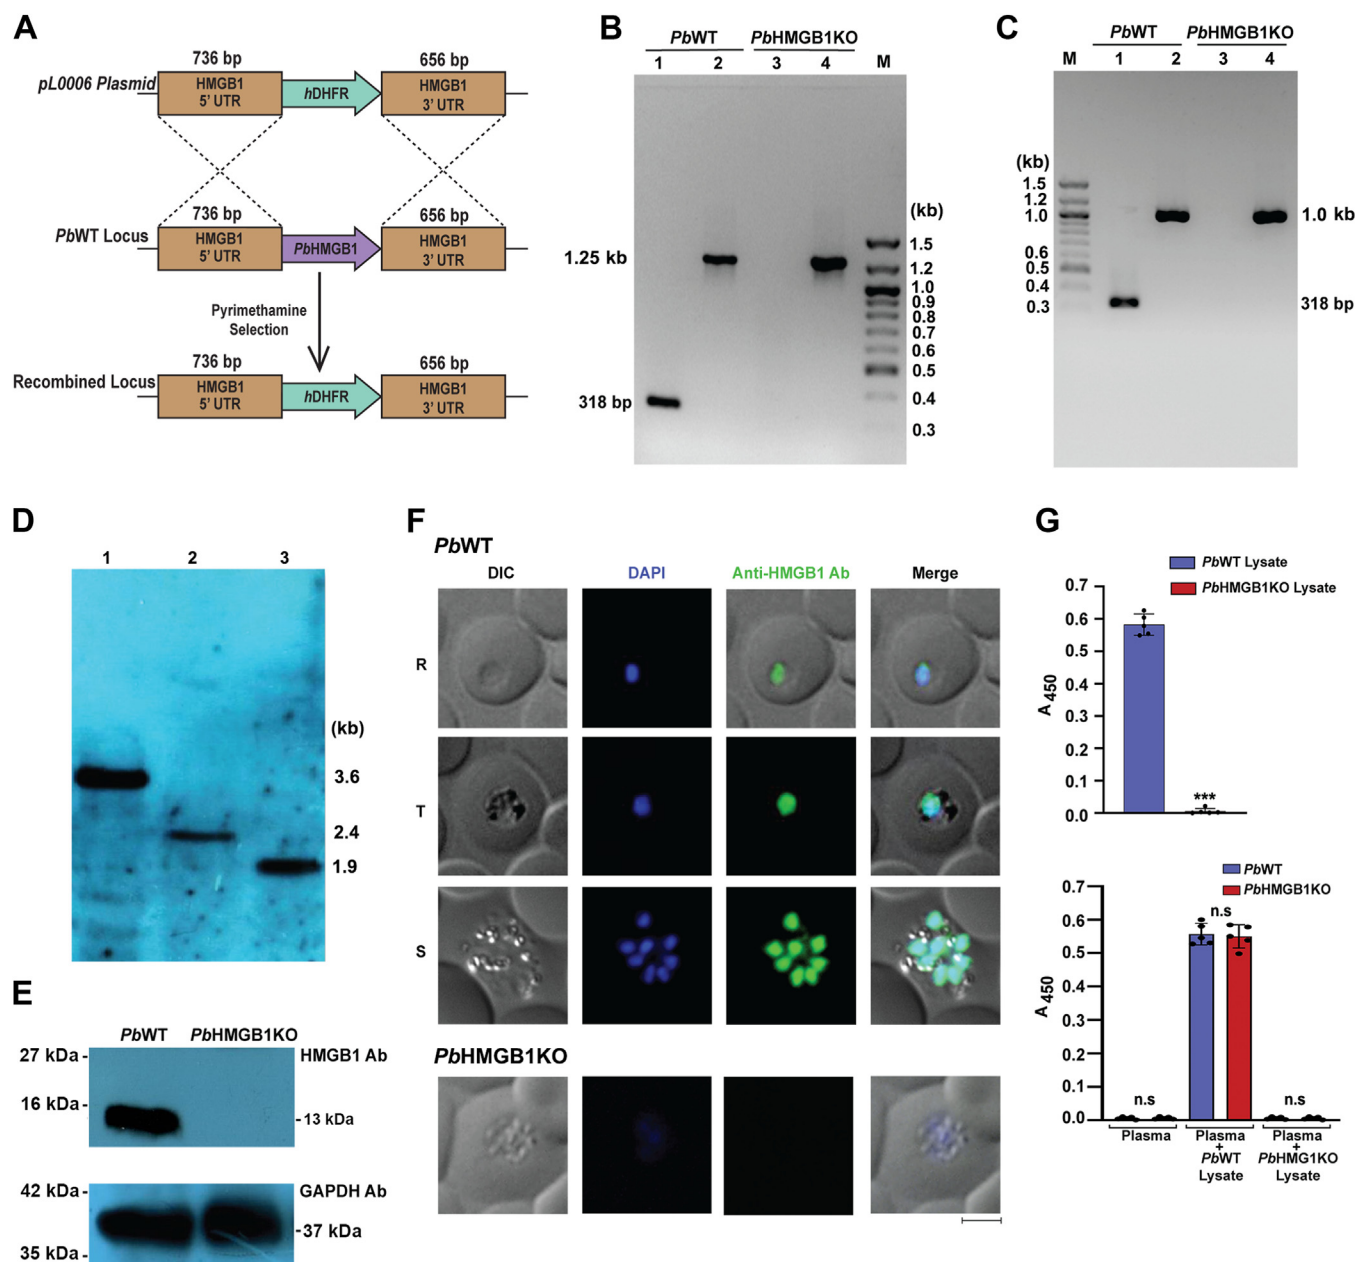 A
736 bp
656 bp
pL0006 Plasmid
HMGB1
5' UTR
hDHFR
HMGB1
3' UTR
736 bp
656 bp
PbWT Locus
HMGB1
5' UTR
PbHMGB1
HMGB1
3' UTR
Pyrimethamine
Selection
736 bp
656 bp
Recombined Locus
HMGB1
5' UTR
hDHFR
HMGB1
3' UTR
B
PbWT
PbHMGB1KO
1 2 3 4 M
(kb)
1.5
1.2
1.0
0.9
0.8
0.7
0.6
0.5
0.4
0.3
1.25 kb
318 bp
C
PbWT
PbHMGB1KO
M 1 2 3 4
(kb)
1.5
1.2
1.0
0.6
0.5
0.4
0.3
1.0 kb
318 bp
D
1 2 3
(kb)
3.6
2.4
1.9
E
PbWT PbHMGB1KO
27 kDa -
HMGB1 Ab
16 kDa -
-13 kDa
42 kDa -
GAPDH Ab
-37 kDa
35 kDa -
F
PbWT
DIC DAPI Anti-HMGB1 Ab Merge
R
T
S
PbHMGB1KO
G
PbWT Lysate
PbHMGB1KO Lysate
0.7
0.6
0.5
0.4
0.3
0.2
0.1
0.0
A450
***
PbWT
PbHMGB1KO
0.7
0.6
0.5
0.4
0.3
0.2
0.1
0.0
A450
n.s
n.s
n.s
Plasma
Plasma
+
PbWT
Lysate
Plasma
+
PbHMG1KO
Lysate